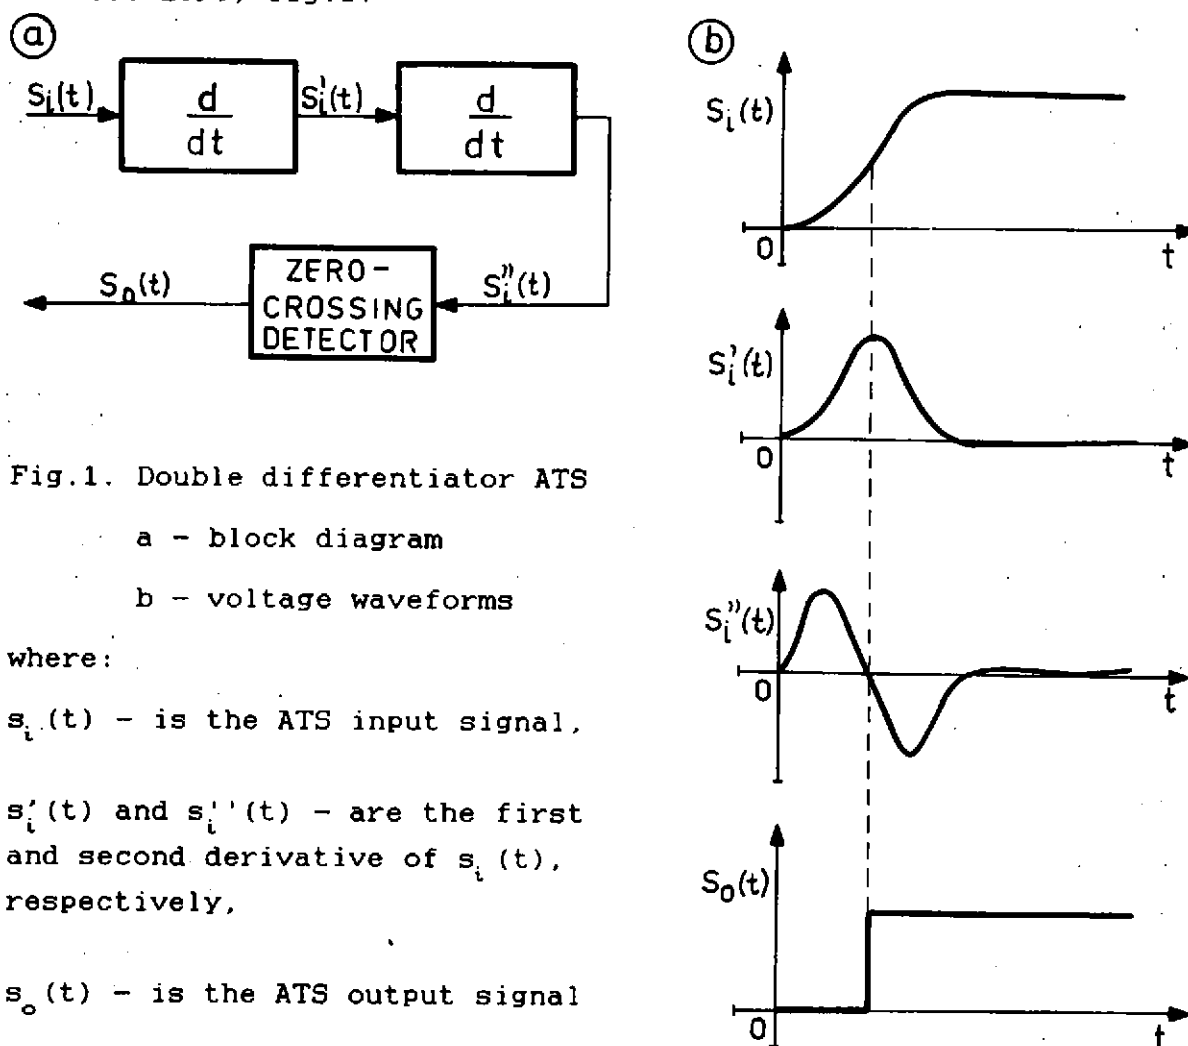 a
Si(t)
d
dt
Si'(t)
d
dt
Si''(t)
ZERO-
CROSSING
DETECTOR
So(t)
Fig.1. Double differentiator ATS
a - block diagram
b - voltage waveforms
where:
si(t) - is the ATS input signal,
si'(t) and si''(t) - are the first
and second derivative of si(t),
respectively,
so(t) - is the ATS output signal
b
Si(t)
0
t
Si'(t)
0
t
Si''(t)
0
t
So(t)
0
t